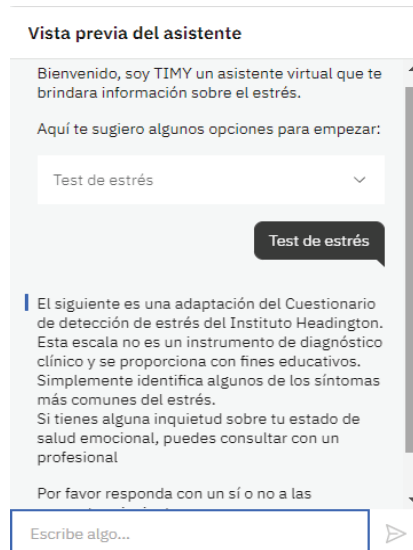 Vista previa del asistente
Bienvenido, soy TIMY un asistente virtual que te
brindara información sobre el estrés.
Aquí te sugiero algunos opciones para empezar:
Test de estrés
Test de estrés
El siguiente es una adaptación del Cuestionario
de detección de estrés del Instituto Headington.
Esta escala no es un instrumento de diagnóstico
clínico y se proporciona con fines educativos.
Simplemente identifica algunos de los síntomas
más comunes del estrés.
Si tienes alguna inquietud sobre tu estado de
salud emocional, puedes consultar con un
profesional
Por favor responda con un sí o no a las
Escribe algo...